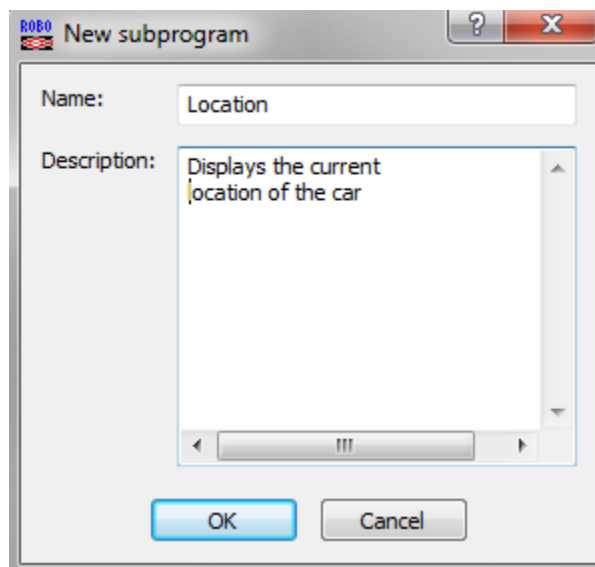 ROBO
New subprogram
Name:
Location
Description:
Displays the current
location of the car
OK
Cancel